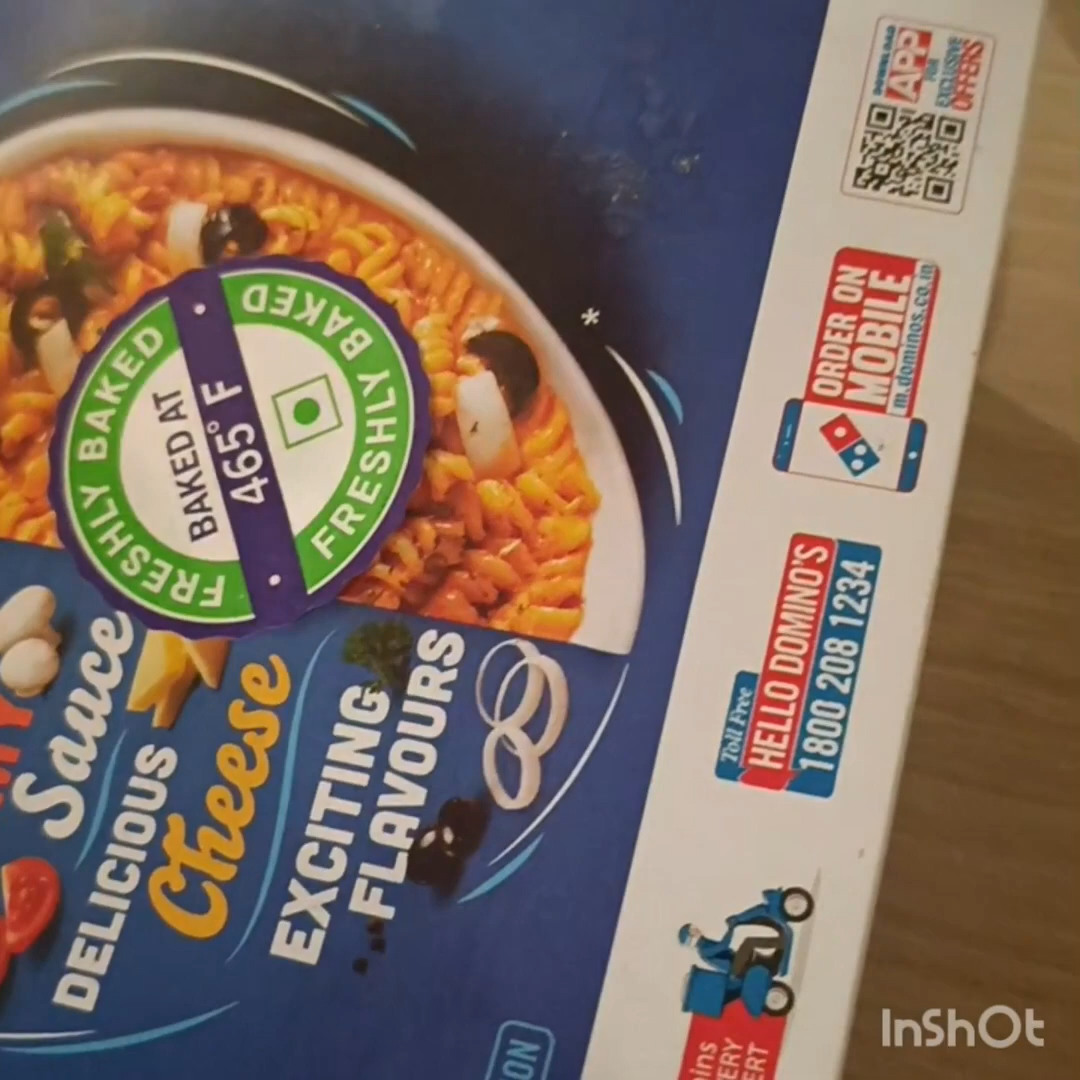 DOWNLOAD
APP
FOR
EXCLUSIVE
OFFERS
ORDER ON
MOBILE
m.dominos.co.in
Toll Free
HELLO DOMINO'S
1800 208 1234
FRESHLY BAKED
BAKED AT
465° F
FRESHLY BAKED
*
Sauce
DELICIOUS
Cheese
EXCITING
FLAVOURS
InShOt